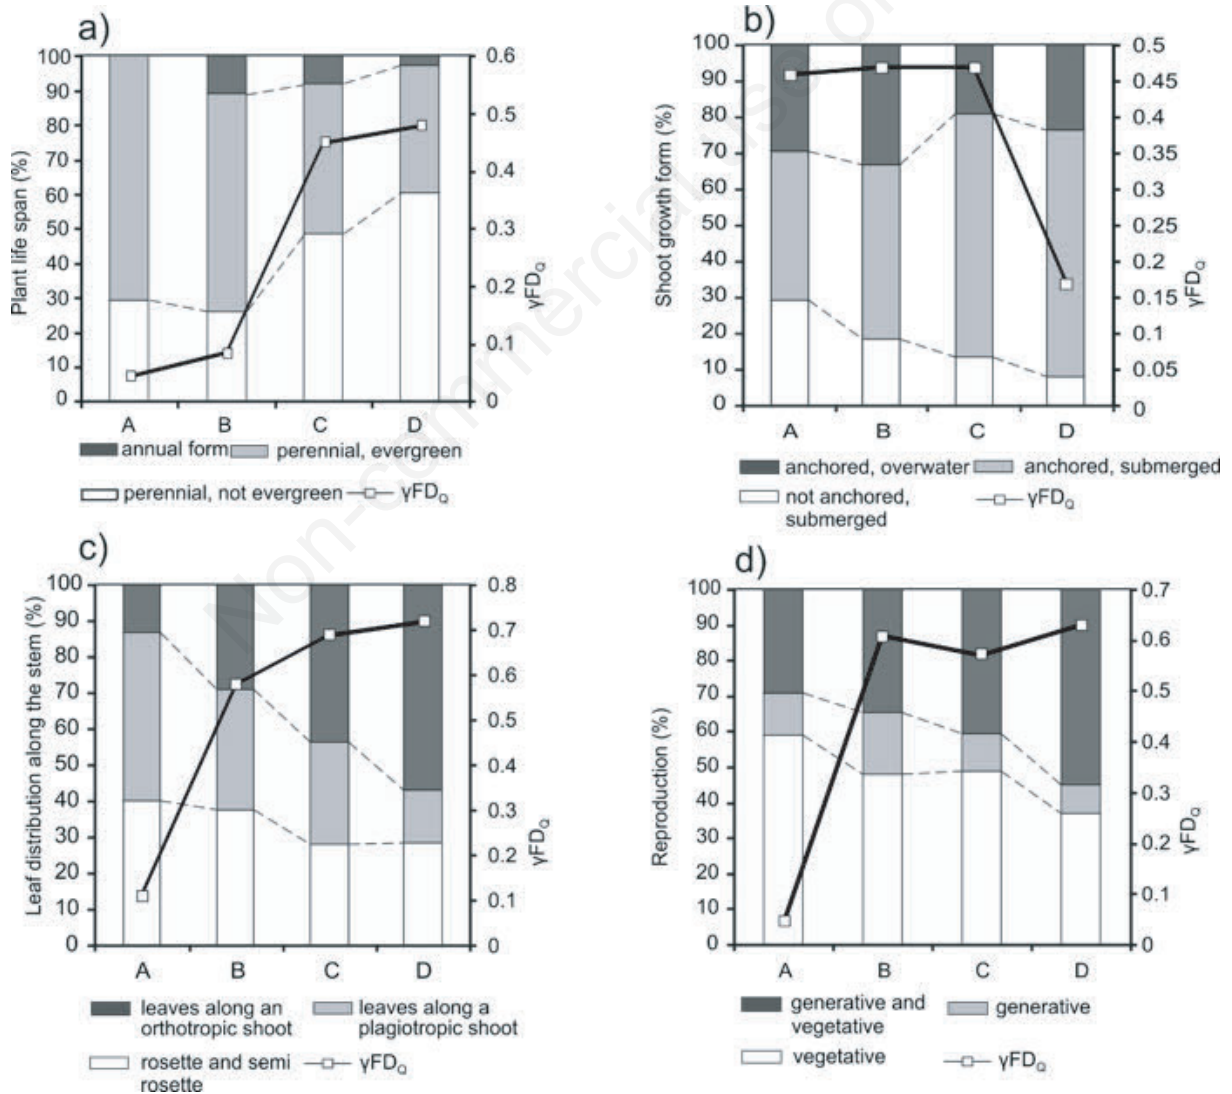 a)
Plant life span (%)
100
90
80
70
60
50
40
30
20
10
0
0.6
0.5
0.4
0.3
0.2
0.1
0
γFDQ
A B C D
annual form perennial, evergreen
perennial, not evergreen γFDQ
b)
Shoot growth form (%)
100
90
80
70
60
50
40
30
20
10
0
0.5
0.45
0.4
0.35
0.3
0.25
0.2
0.15
0.1
0.05
0
γFDQ
A B C D
anchored, overwater anchored, submerged
not anchored,
submerged
γFDQ
c)
Leaf distribution along the stem (%)
100
90
80
70
60
50
40
30
20
10
0
0.8
0.7
0.6
0.5
0.4
0.3
0.2
0.1
0
γFDQ
A B C D
leaves along an
orthotropic shoot
leaves along a
plagiotropic shoot
rosette and semi
rosette
γFDQ
d)
Reproduction (%)
100
90
80
70
60
50
40
30
20
10
0
0.7
0.6
0.5
0.4
0.3
0.2
0.1
0
γFDQ
A B C D
generative and
vegetative
generative
vegetative γFDQ
Non-commercial use on